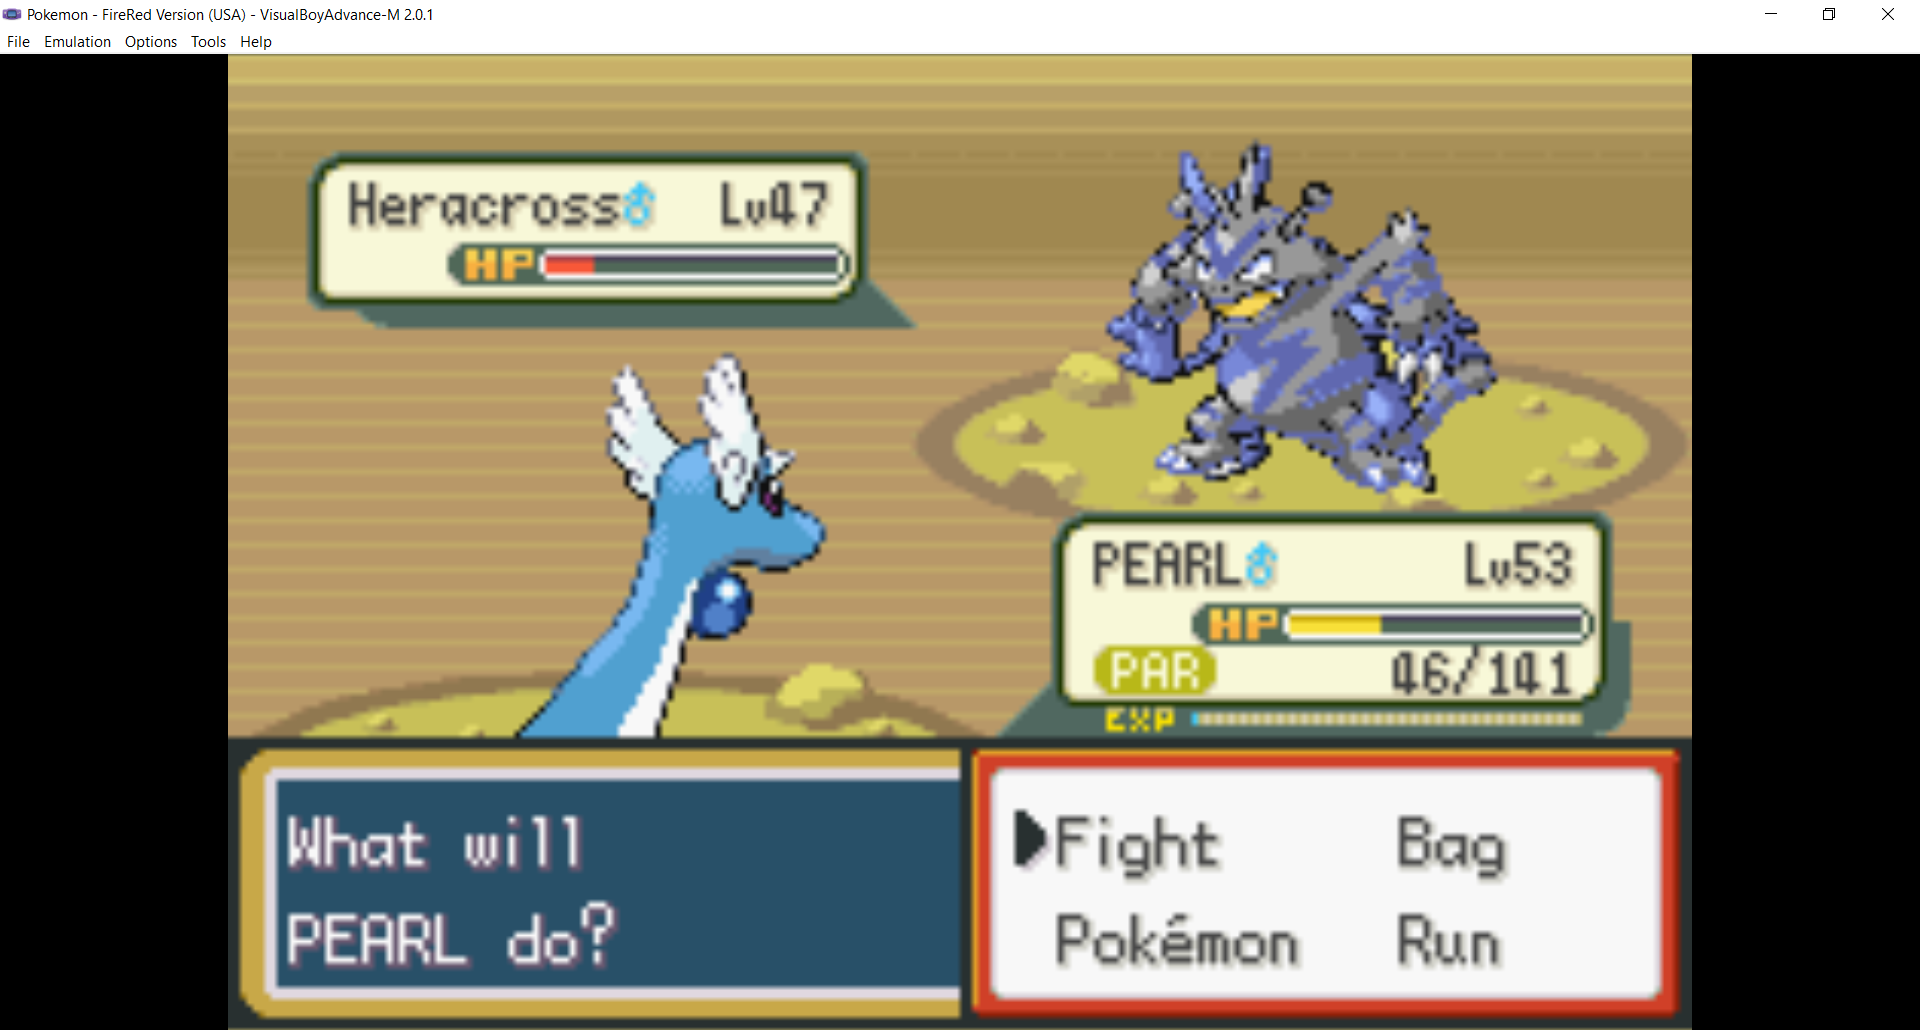 Pokemon - FireRed Version (USA) - VisualBoyAdvance-M 2.0.1
File Emulation Options Tools Help
Heracross♂ Lv47
HP
PEARL♂ Lv53
HP
PAR 46/141
EXP
What will
PEARL do?
Fight Bag
Pokémon Run